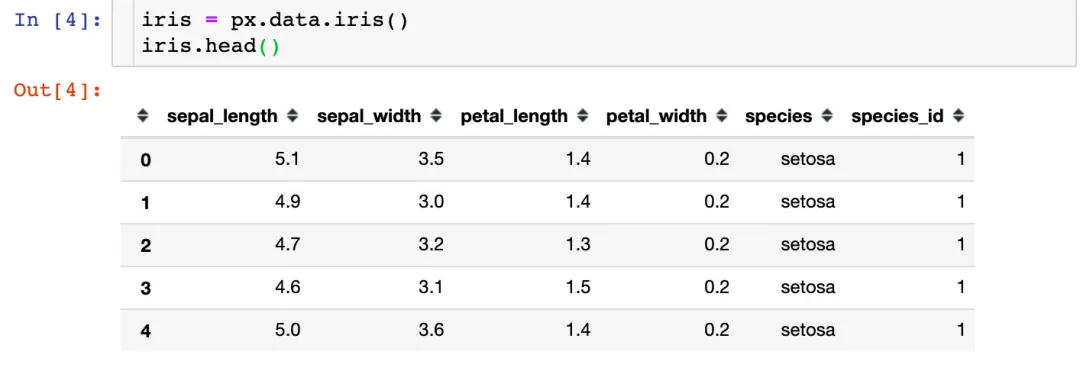 In [4]: iris = px.data.iris()
iris.head()
Out[4]:
sepal_length sepal_width petal_length petal_width species species_id
0 5.1 3.5 1.4 0.2 setosa 1
1 4.9 3.0 1.4 0.2 setosa 1
2 4.7 3.2 1.3 0.2 setosa 1
3 4.6 3.1 1.5 0.2 setosa 1
4 5.0 3.6 1.4 0.2 setosa 1